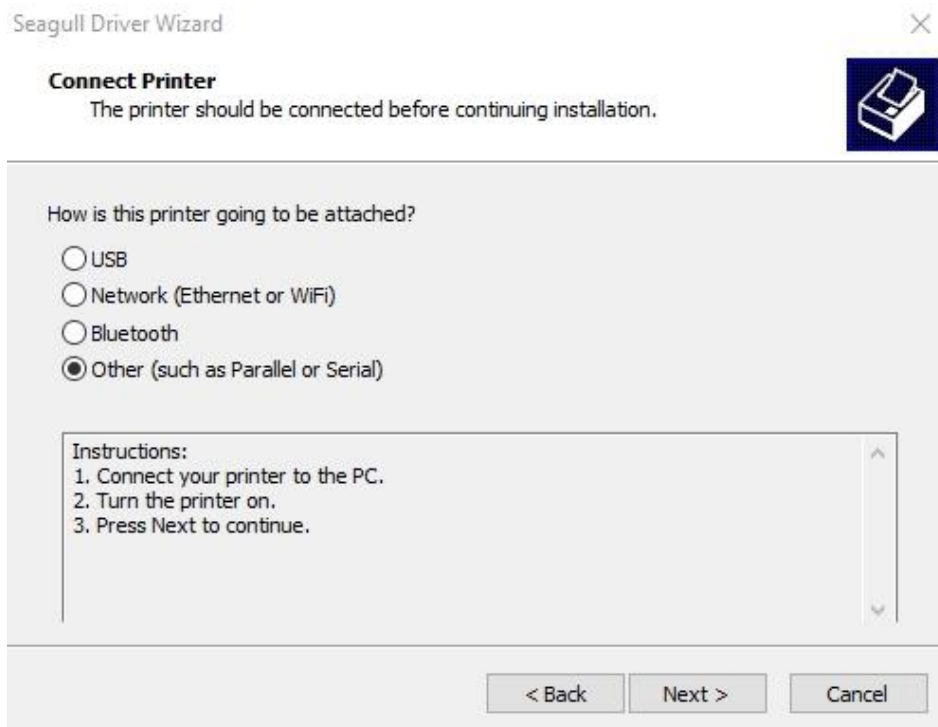 Seagull Driver Wizard
Connect Printer
The printer should be connected before continuing installation.
How is this printer going to be attached?
USB
Network (Ethernet or WiFi)
Bluetooth
Other (such as Parallel or Serial)
Instructions:
1. Connect your printer to the PC.
2. Turn the printer on.
3. Press Next to continue.
< Back Next > Cancel